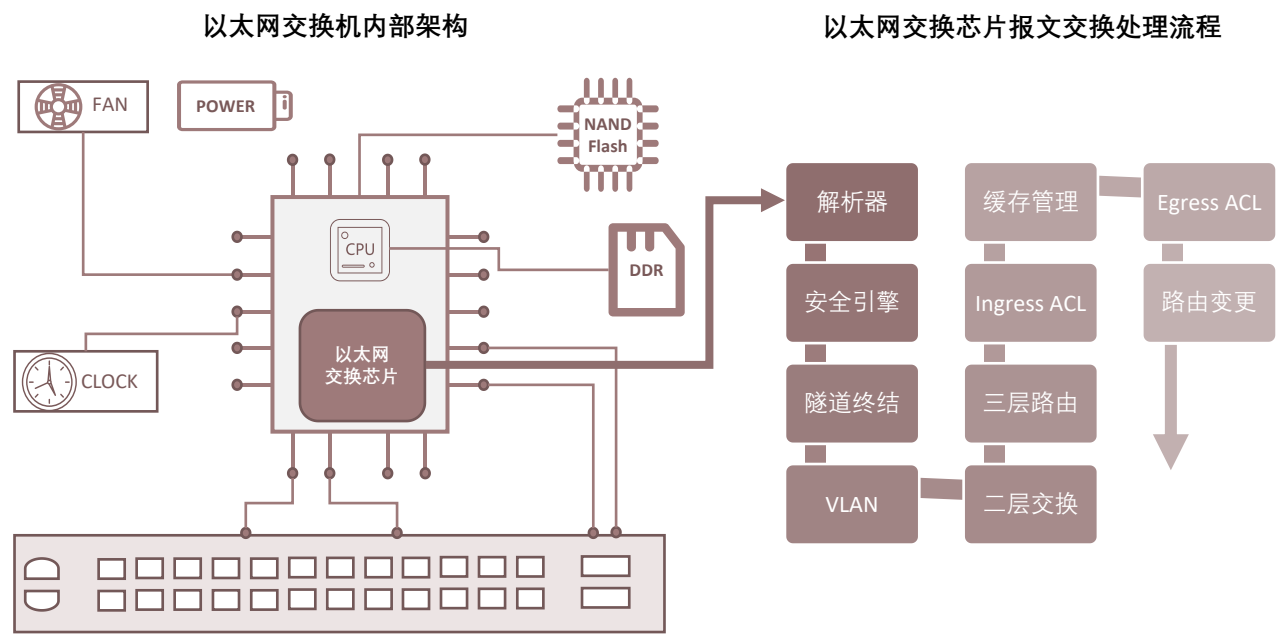 以太网交换机内部架构
FAN
POWER
NAND
Flash
CPU
DDR
以太网
交换芯片
CLOCK
以太网交换芯片报文交换处理流程
解析器
安全引擎
隧道终结
VLAN
二层交换
三层路由
Ingress ACL
缓存管理
Egress ACL
路由变更